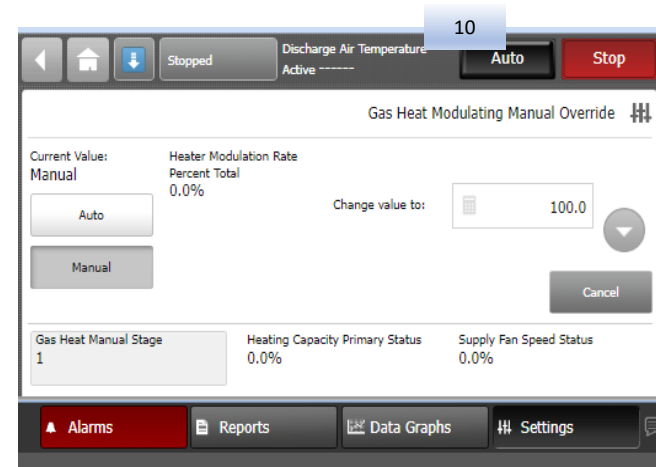 10
Stopped
Discharge Air Temperature
Active ------
Auto
Stop
Gas Heat Modulating Manual Override
Current Value:
Manual
Heater Modulation Rate
Percent Total
0.0%
Auto
Change value to:
100.0
Manual
Cancel
Gas Heat Manual Stage
1
Heating Capacity Primary Status
0.0%
Supply Fan Speed Status
0.0%
Alarms
Reports
Data Graphs
Settings